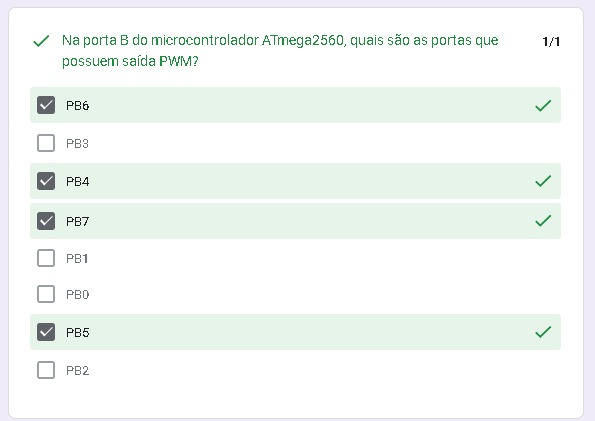 Na porta B do microcontrolador ATmega2560, quais são as portas que
possuem saída PWM?
1/1
PB6
PB3
PB4
PB7
PB1
PB0
PB5
PB2